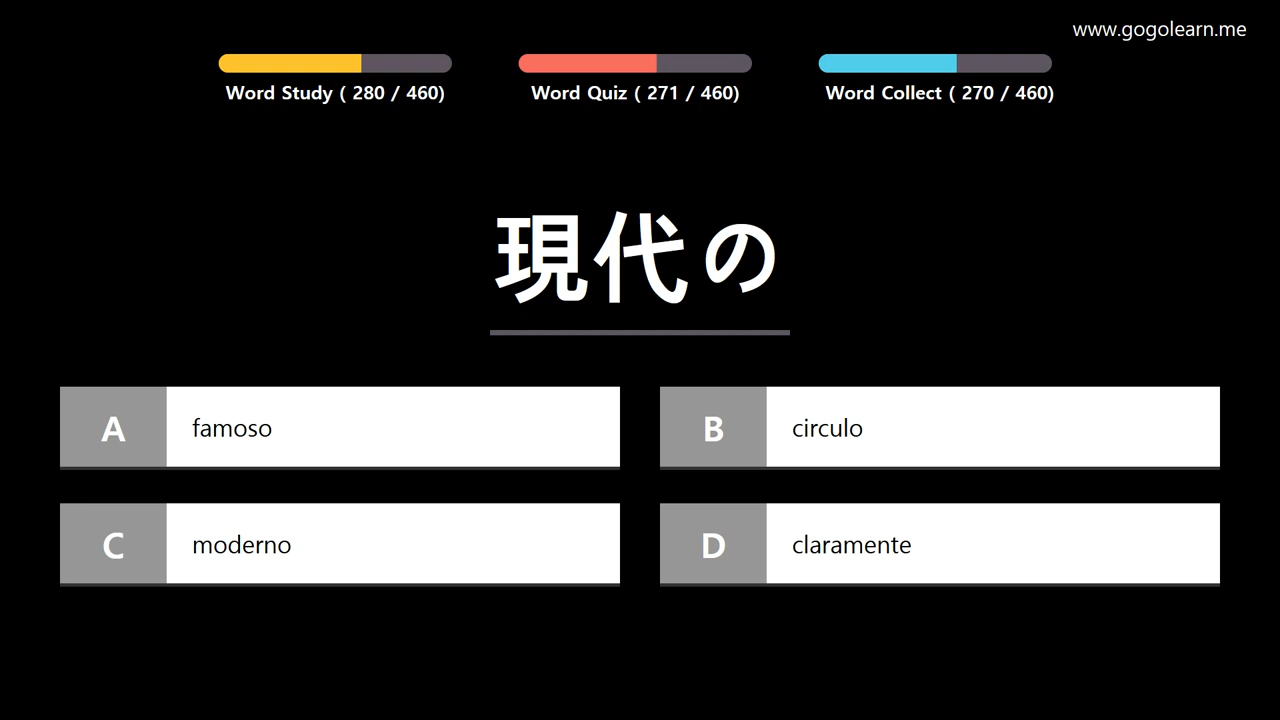 www.gogolearn.me
Word Study ( 280 / 460)
Word Quiz ( 271 / 460)
Word Collect ( 270 / 460)
現代の
A famoso
B circulo
C moderno
D claramente